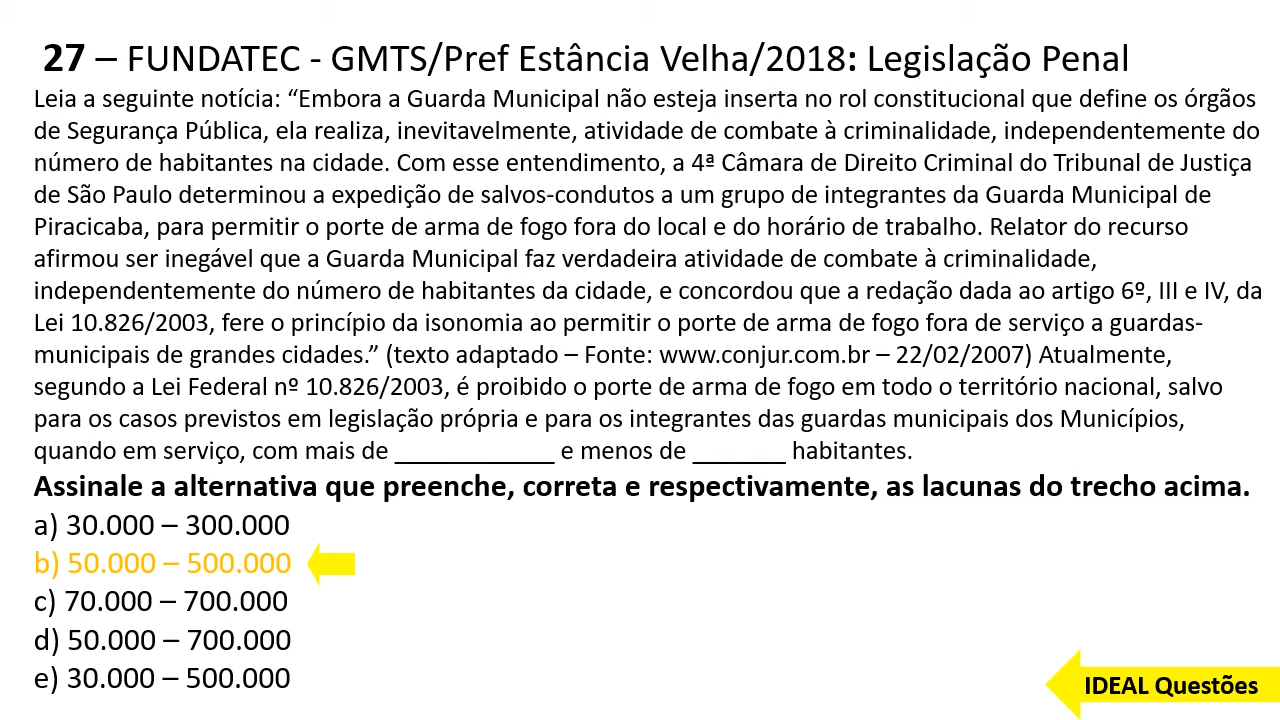 27 – FUNDATEC - GMTS/Pref Estância Velha/2018: Legislação Penal
Leia a seguinte notícia: “Embora a Guarda Municipal não esteja inserta no rol constitucional que define os órgãos
de Segurança Pública, ela realiza, inevitavelmente, atividade de combate à criminalidade, independentemente do
número de habitantes na cidade. Com esse entendimento, a 4ª Câmara de Direito Criminal do Tribunal de Justiça
de São Paulo determinou a expedição de salvos-condutos a um grupo de integrantes da Guarda Municipal de
Piracicaba, para permitir o porte de arma de fogo fora do local e do horário de trabalho. Relator do recurso
afirmou ser inegável que a Guarda Municipal faz verdadeira atividade de combate à criminalidade,
independentemente do número de habitantes da cidade, e concordou que a redação dada ao artigo 6º, III e IV, da
Lei 10.826/2003, fere o princípio da isonomia ao permitir o porte de arma de fogo fora de serviço a guardas-
municipais de grandes cidades.” (texto adaptado – Fonte: www.conjur.com.br – 22/02/2007) Atualmente,
segundo a Lei Federal nº 10.826/2003, é proibido o porte de arma de fogo em todo o território nacional, salvo
para os casos previstos em legislação própria e para os integrantes das guardas municipais dos Municípios,
quando em serviço, com mais de ____________ e menos de _______ habitantes.
Assinale a alternativa que preenche, correta e respectivamente, as lacunas do trecho acima.
a) 30.000 – 300.000
b) 50.000 – 500.000
c) 70.000 – 700.000
d) 50.000 – 700.000
e) 30.000 – 500.000
IDEAL Questões